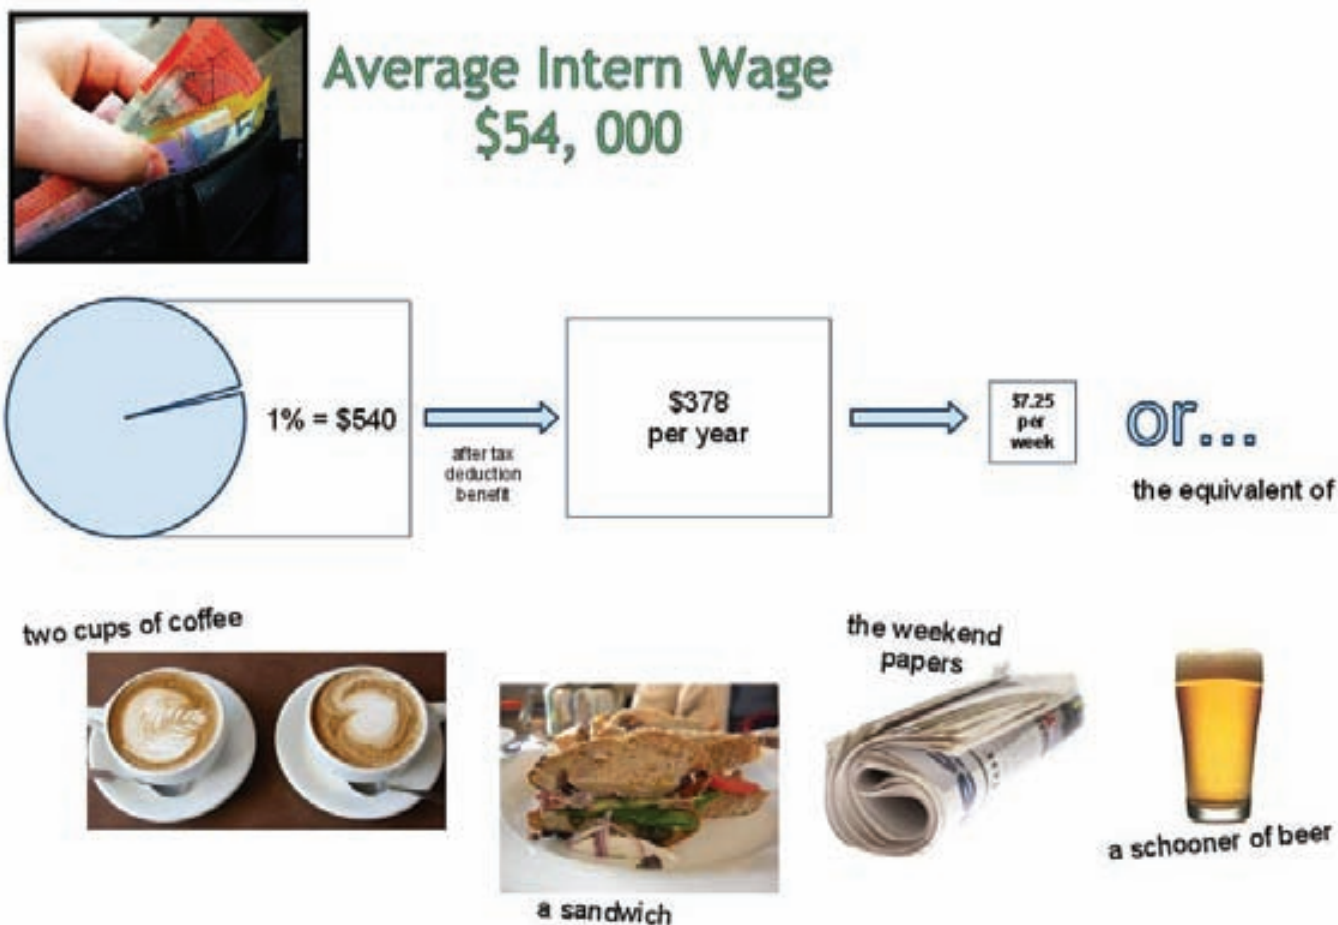 Average Intern Wage
$54, 000
1% = $540
after tax
deduction
benefit
$378
per year
$7.25
per
week
or...
the equivalent of
two cups of coffee
the weekend
papers
a sandwich
a schooner of beer